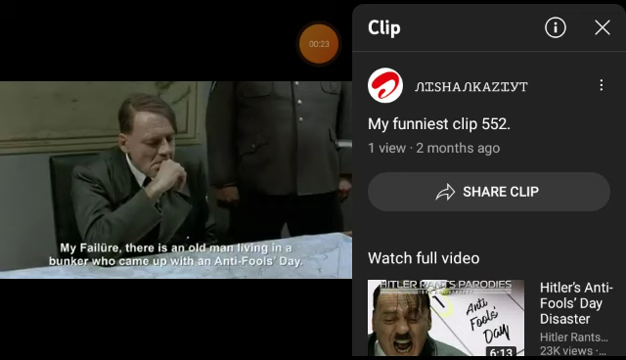 00:23
My Failüre, there is an old man living in a
bunker who came up with an Anti-Fools' Day.
Clip
ꓵꓕꓢꓧꓮꓵꓗꓮꓜꓕꓬꓔ
My funniest clip 552.
1 view · 2 months ago
SHARE CLIP
Watch full video
HITLER RANTS PARODIES
Anti
Fools'
Day
6:13
Hitler's Anti-
Fools' Day
Disaster
Hitler Rants...
23K views ·...